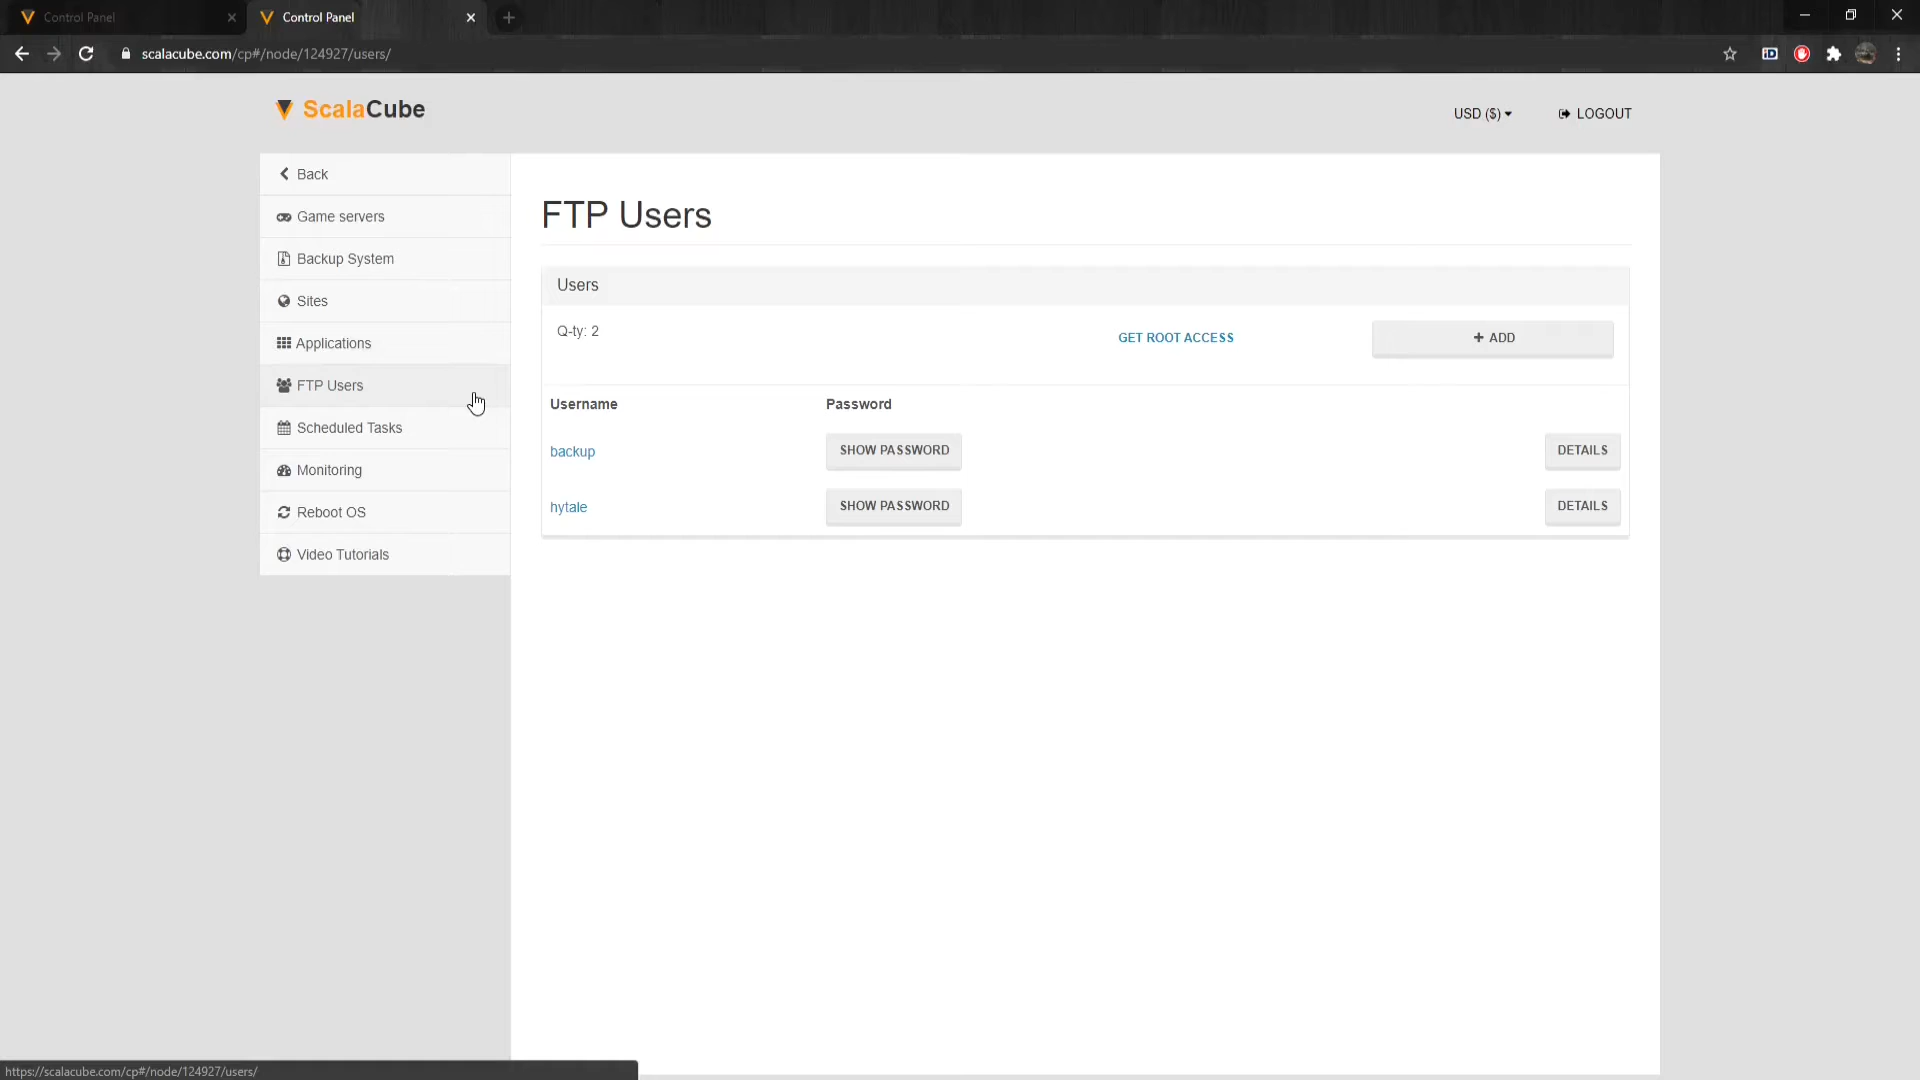 Control Panel
Control Panel
scalacube.com/cp#/node/124927/users/
ScalaCube
USD ($)
LOGOUT
Back
Game servers
Backup System
Sites
Applications
FTP Users
Scheduled Tasks
Monitoring
Reboot OS
Video Tutorials
FTP Users
Users
Q-ty: 2
GET ROOT ACCESS
+ ADD
Username Password
backup SHOW PASSWORD DETAILS
hytale SHOW PASSWORD DETAILS
https://scalacube.com/cp#/node/124927/users/